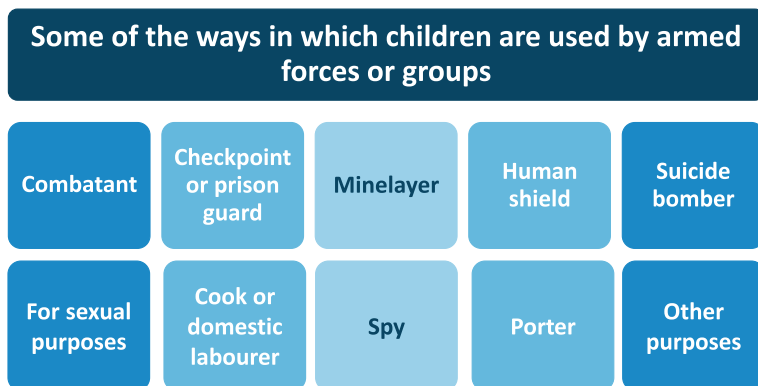 Some of the ways in which children are used by armed
forces or groups
Combatant
Checkpoint
or prison
guard
Minelayer
Human
shield
Suicide
bomber
For sexual
purposes
Cook or
domestic
labourer
Spy
Porter
Other
purposes